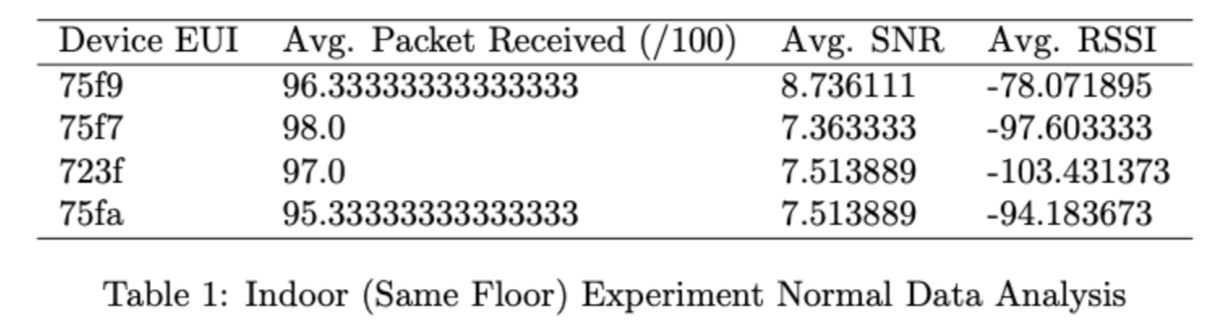 Device EUI Avg. Packet Received (/100) Avg. SNR Avg. RSSI
75f9 96.33333333333333 8.736111 -78.071895
75f7 98.0 7.363333 -97.603333
723f 97.0 7.513889 -103.431373
75fa 95.33333333333333 7.513889 -94.183673
Table 1: Indoor (Same Floor) Experiment Normal Data Analysis